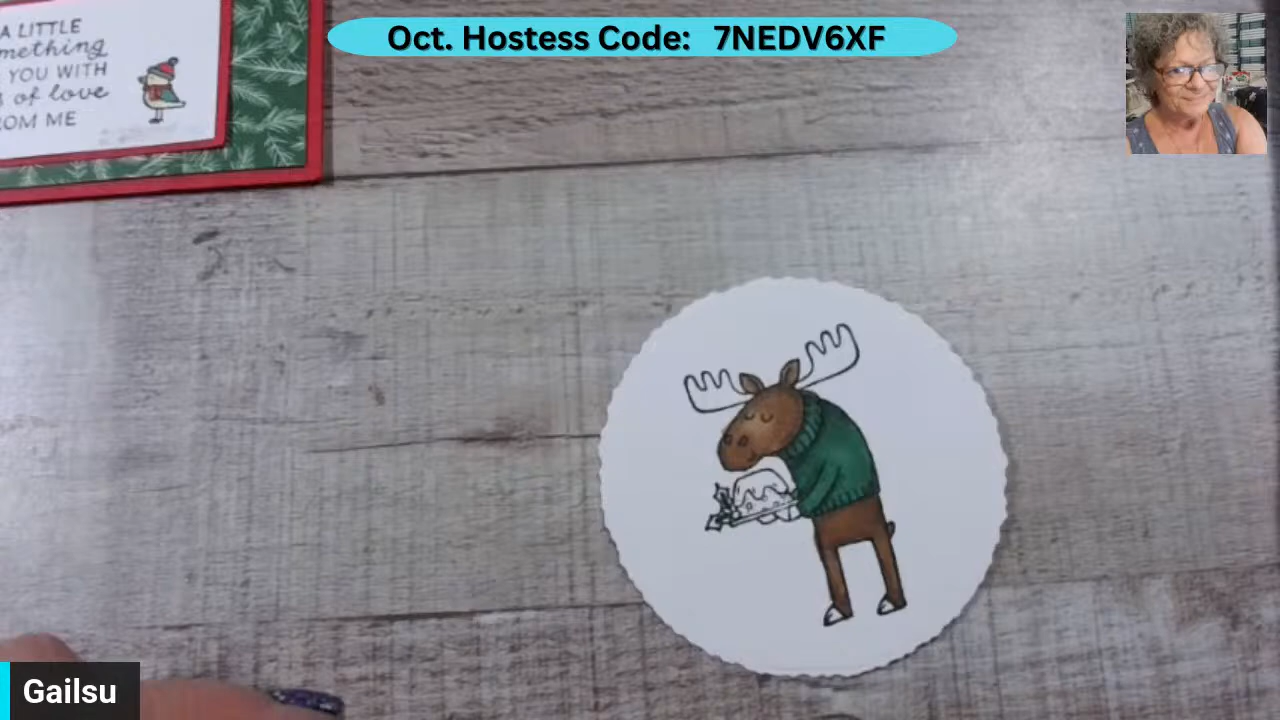 Oct. Hostess Code: 7NEDV6XF
A LITTLE
mething
YOU WITH
of love
OM ME
Gailsu